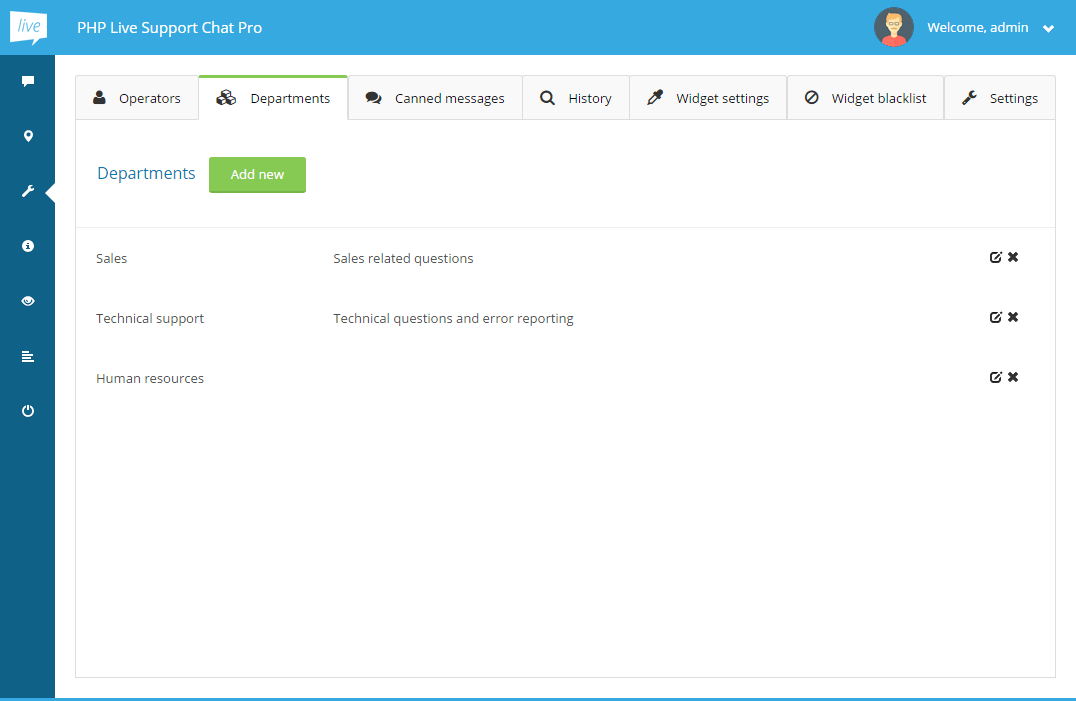 live
PHP Live Support Chat Pro
Welcome, admin
Operators
Departments
Canned messages
History
Widget settings
Widget blacklist
Settings
Departments
Add new
Sales
Sales related questions
Technical support
Technical questions and error reporting
Human resources